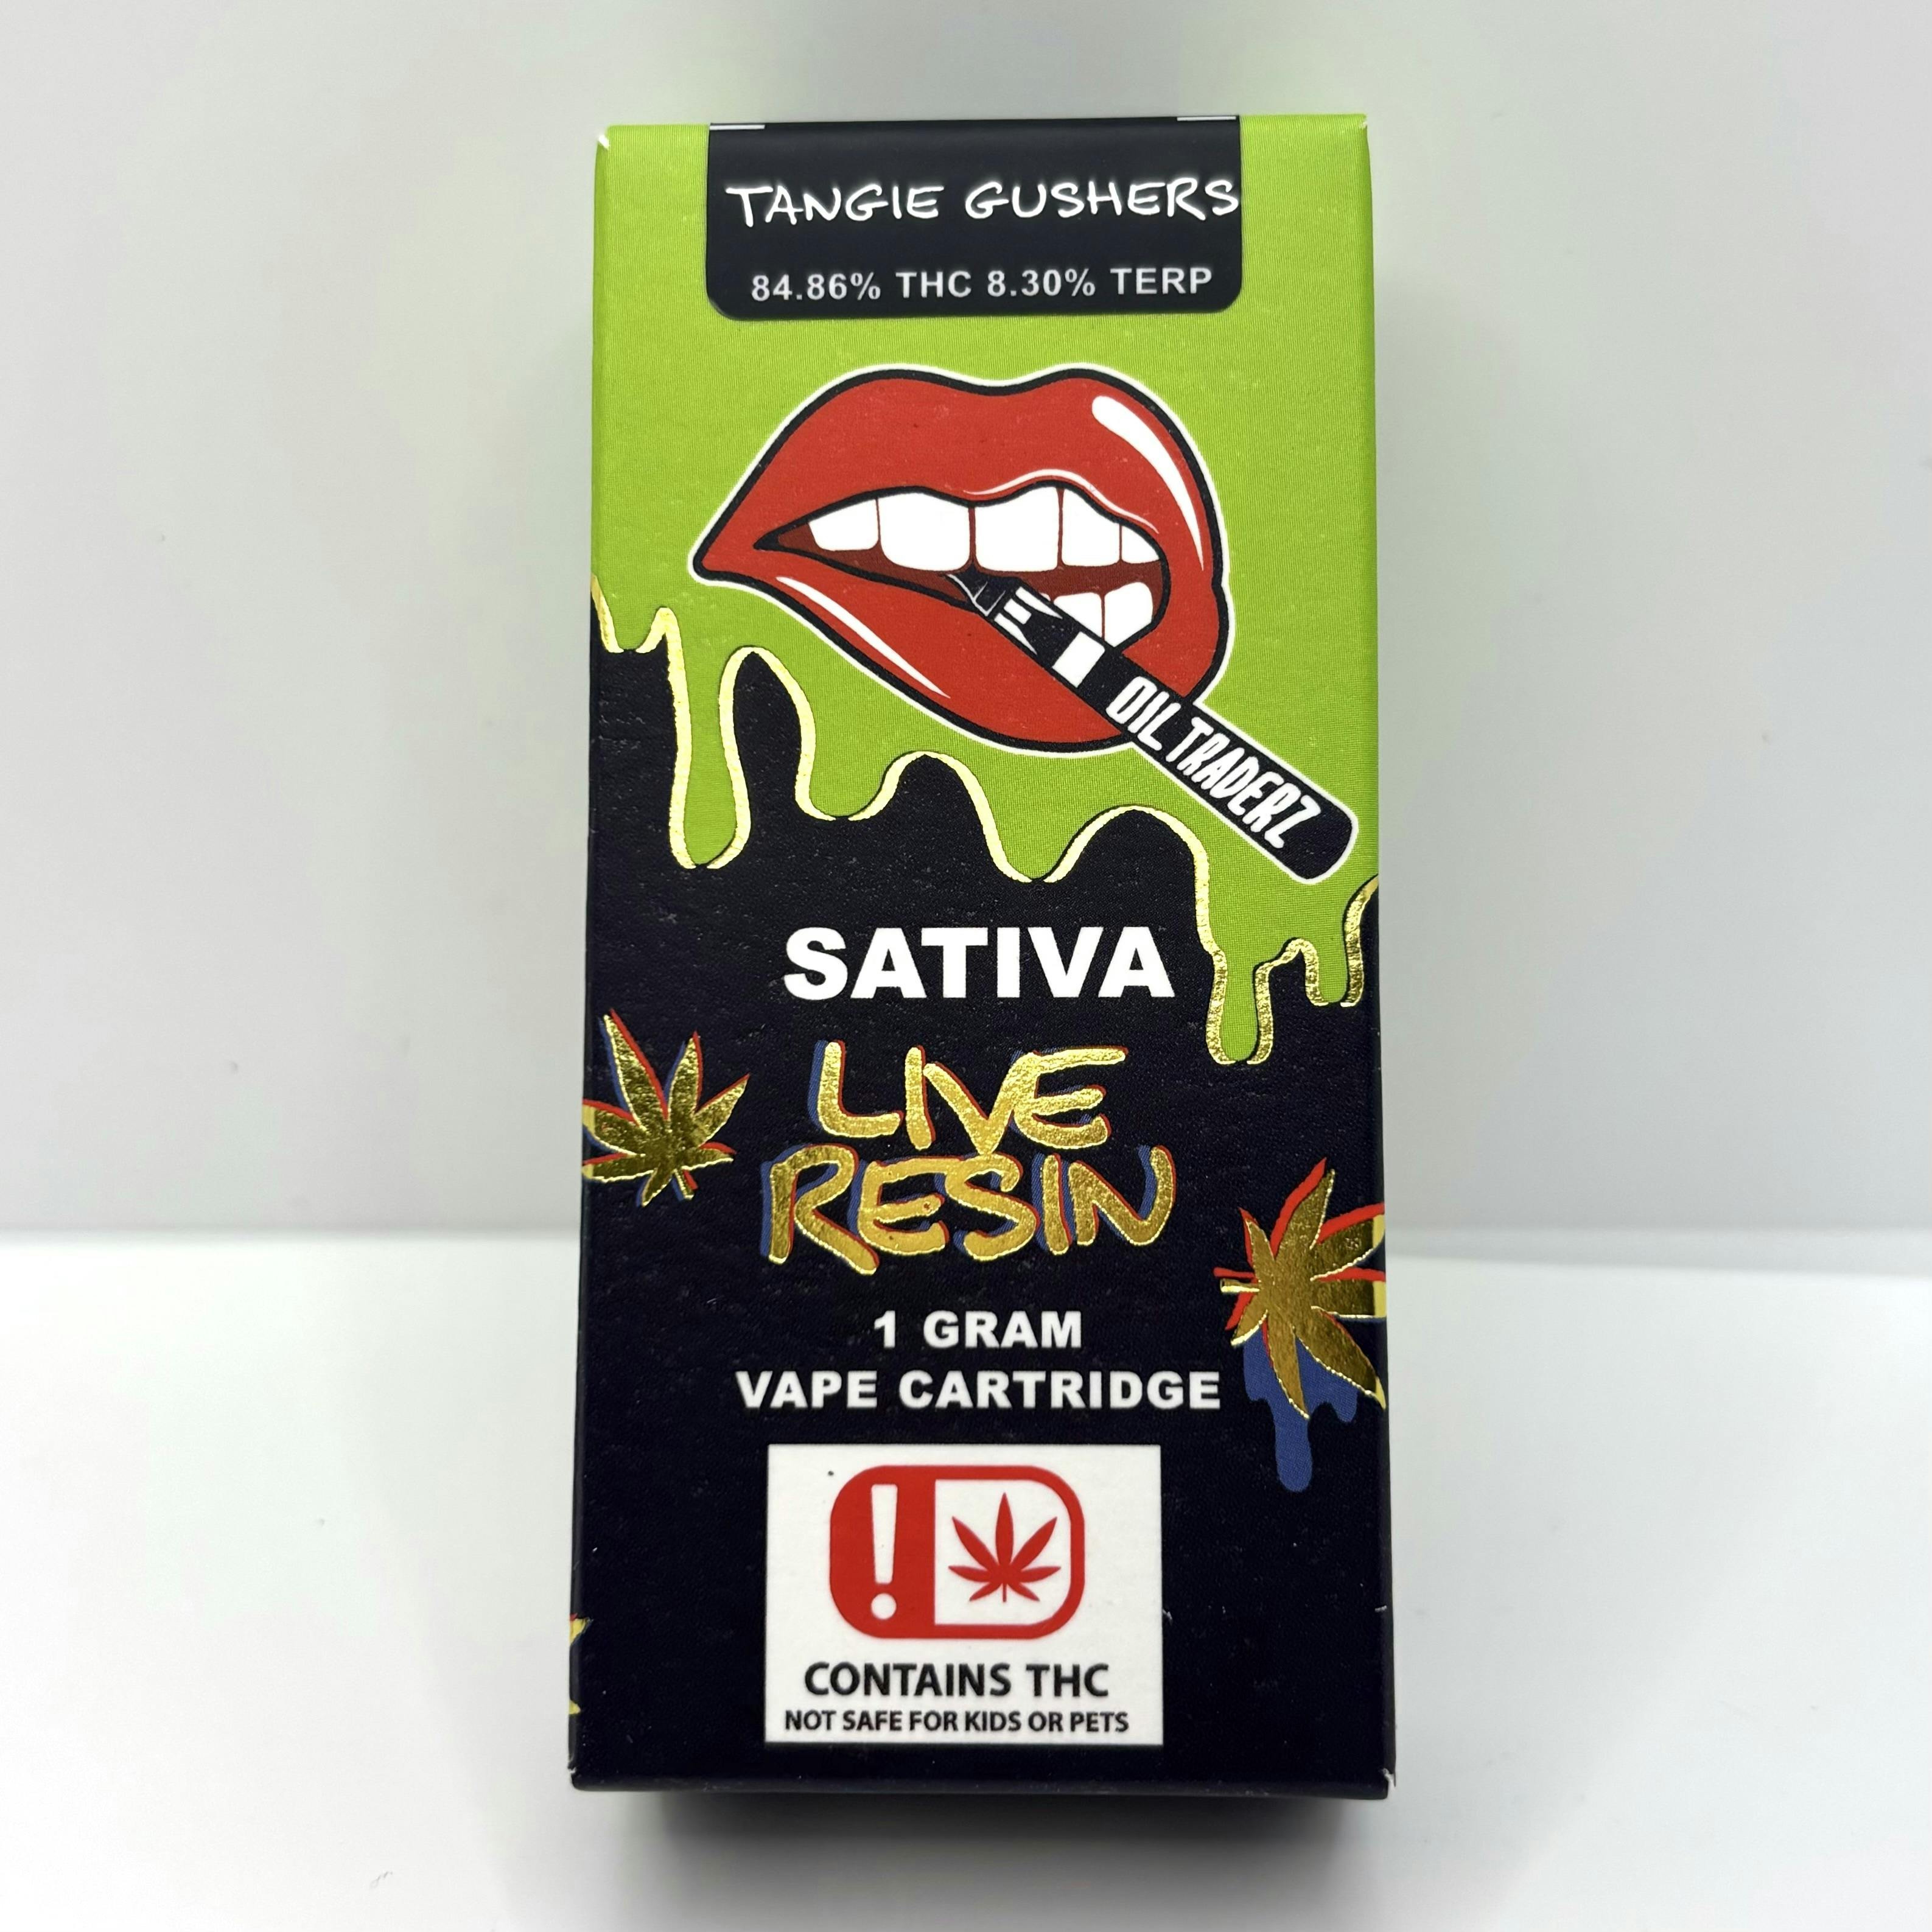 TANGIE GUSHERS
84.86% THC 8.30% TERP
OIL TRADERZ
SATIVA
LIVE
RESIN
1 GRAM
VAPE CARTRIDGE
!
CONTAINS THC
NOT SAFE FOR KIDS OR PETS